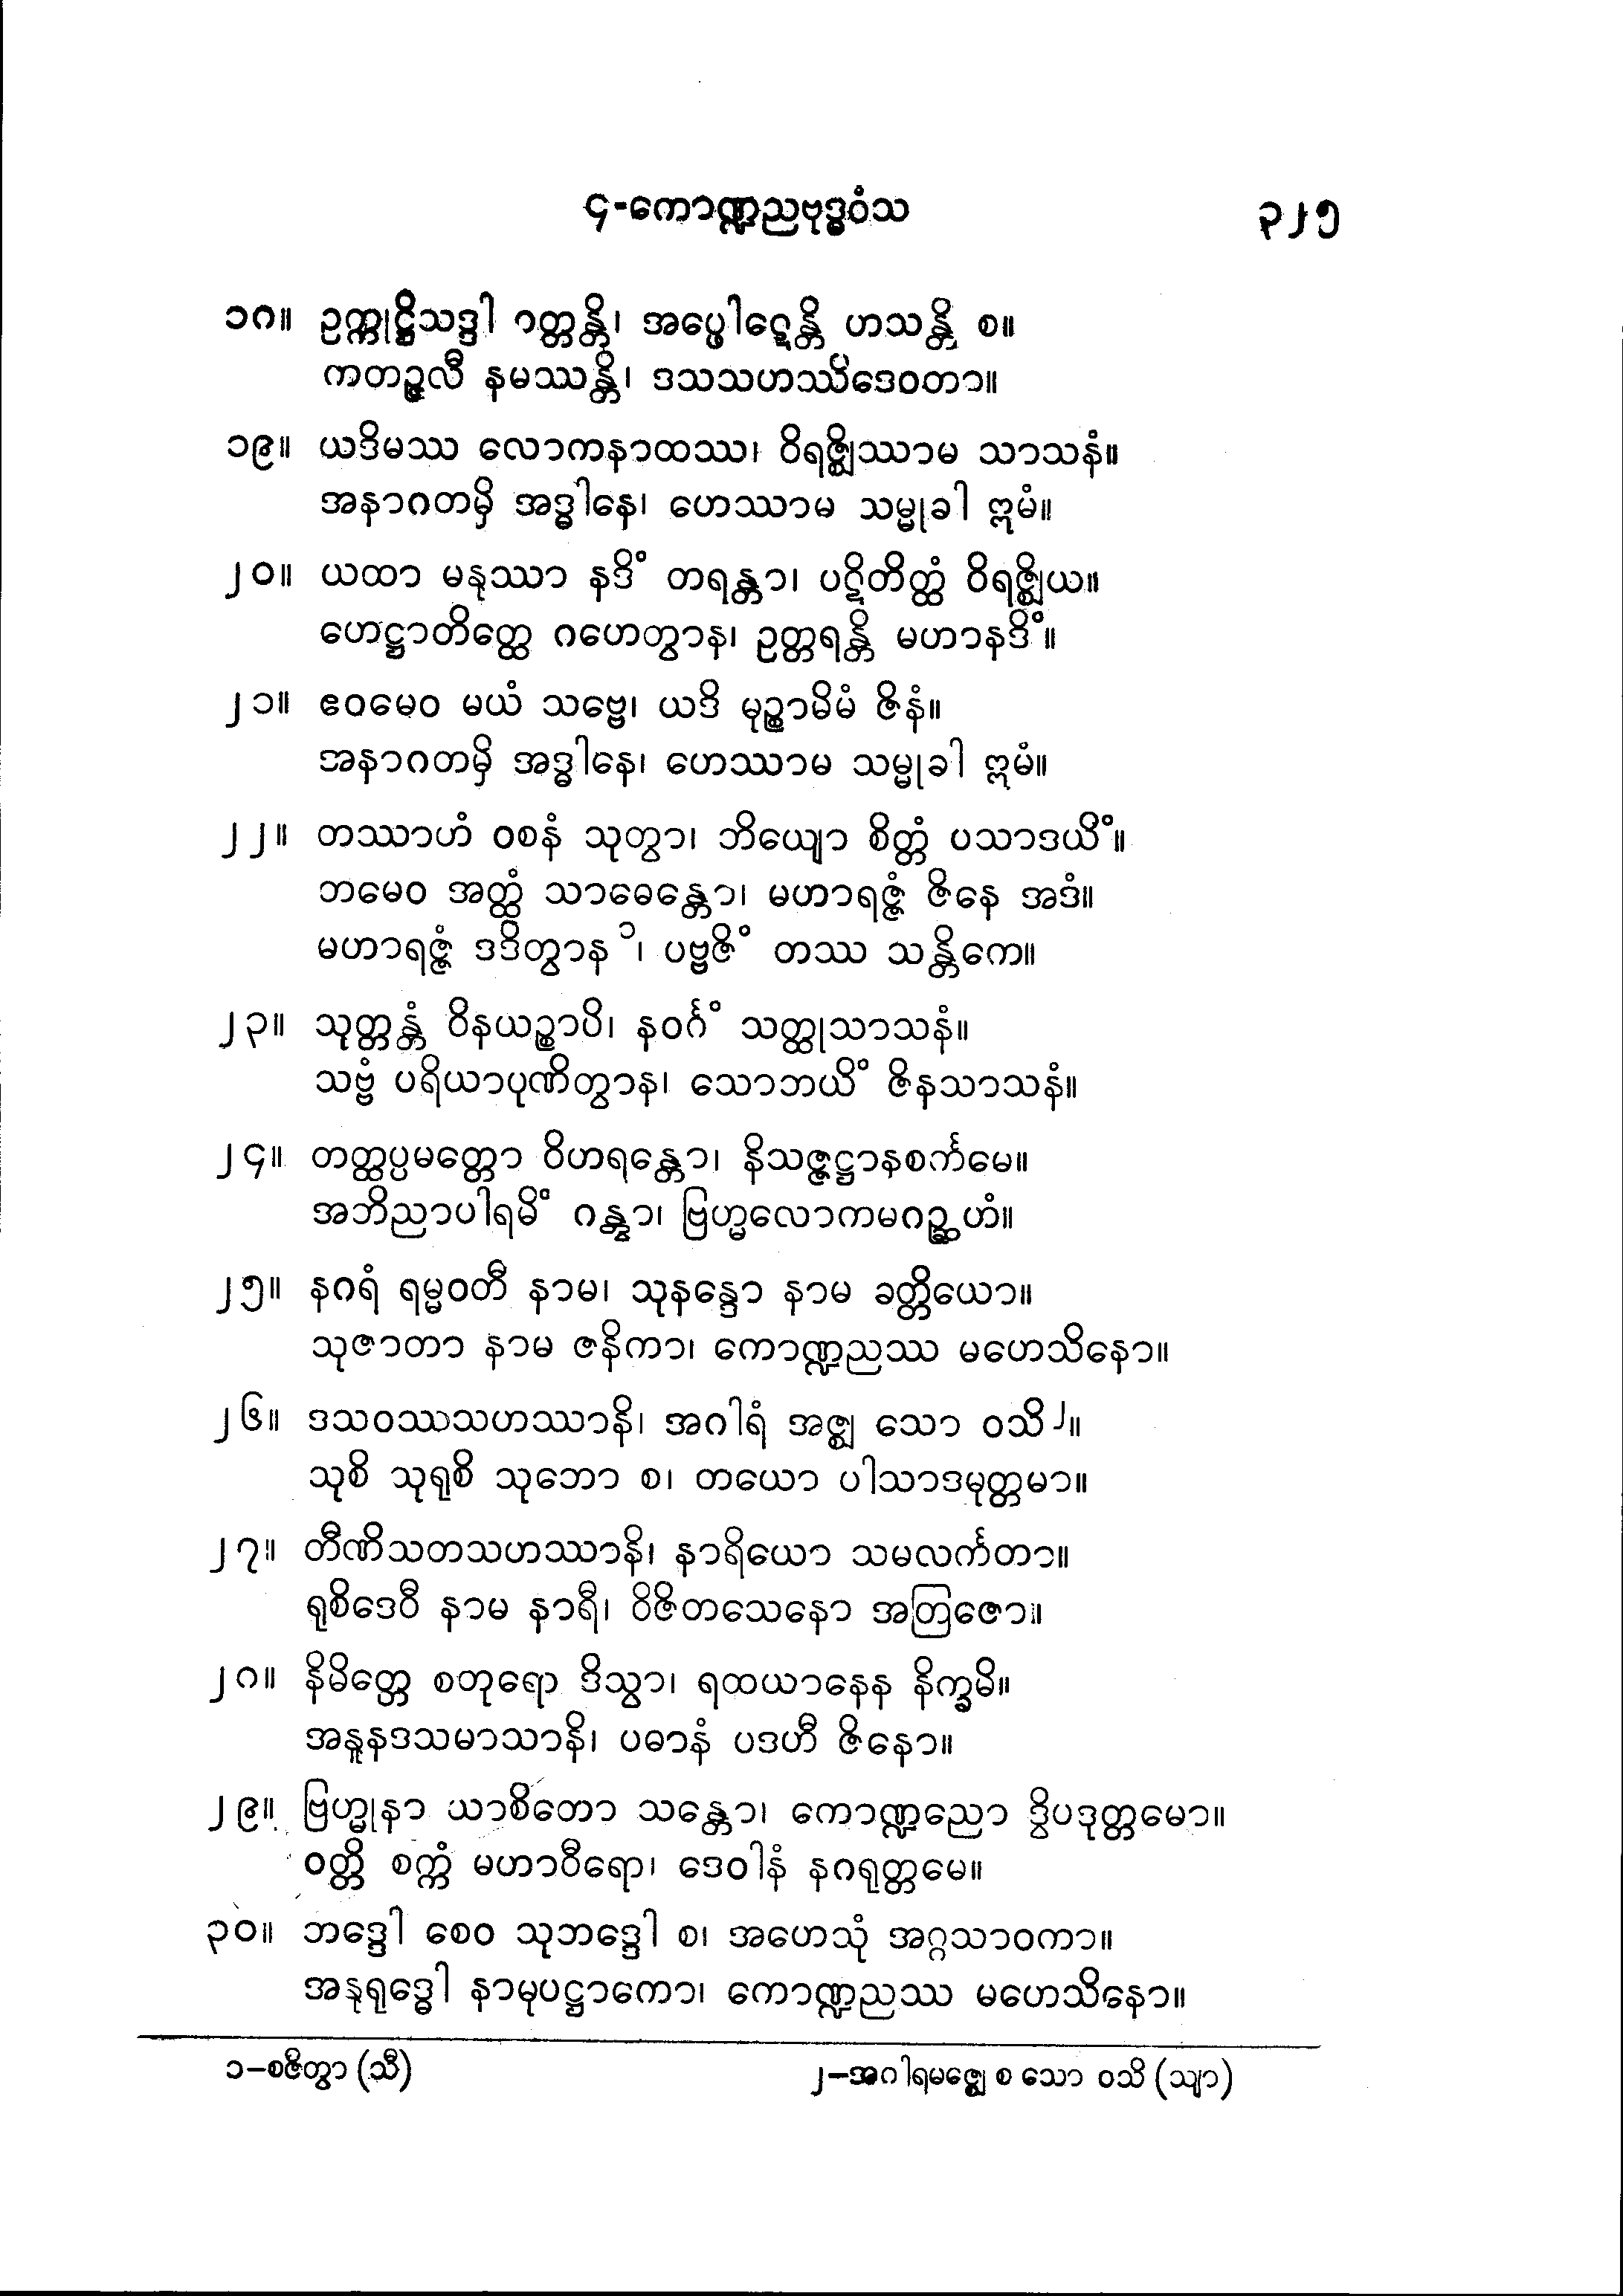 ၄-ကောဏ္ဍညဗုဒ္ဓဝံသ ၃၂၅
၁၈။ ဥက္ကုဋ္ဌိသဒ္ဒါ ဝတ္တန္တိ၊ အပ္ဖေါဋ္ဋေန္တိ ဟသန္တိ စ။
ကတဉ္ဇလီ နမဿန္တိ၊ ဒသသဟဿိဒေဝတာ။
၁၉။ ယဒိမဿ လောကနာထဿ၊ ဝိရဇ္ဈိဿာမ သာသနံ။
အနာဂတမှိ အဒ္ဓါနေ၊ ဟေဿာမ သမ္မုခါ ဣမံ။
၂၀။ ယထာ မနုဿာ နဒိံ တရန္တာ၊ ပဋိတိတ္ထံ ဝိရဇ္ဈိယ။
ဟေဋ္ဌာတိတ္ထေ ဂဟေတွာန၊ ဥတ္တရန္တိ မဟာနဒိံ။
၂၁။ ဧဝမေဝ မယံ သဗ္ဗေ၊ ယဒိ မုဉ္စာမိမံ ဇိနံ။
အနာဂတမှိ အဒ္ဓါနေ၊ ဟေဿာမ သမ္မုခါ ဣမံ။
၂၂။ တဿာဟံ ဝစနံ သုတွာ၊ ဘိယျော စိတ္တံ ပသာဒယိံ။
တမေဝ အတ္ထံ သာဓေန္တော၊ မဟာရဇ္ဇံ ဇိနေ အဒံ။
မဟာရဇ္ဇံ ဒဒိတွာန ၁၊ ပဗ္ဗဇိံ တဿ သန္တိကေ။
၂၃။ သုတ္တန္တံ ဝိနယဉ္စာပိ၊ နဝင်္ဂံ သတ္ထုသာသနံ။
သဗ္ဗံ ပရိယာပုဏိတွာန၊ သောဘယိံ ဇိနသာသနံ။
၂၄။ တတ္ထပ္ပမတ္တော ဝိဟရန္တော၊ နိသဇ္ဇဋ္ဌာနစင်္ကမေ။
အဘိညာပါရမိံ ဂန္တွာ၊ ဗြဟ္မလောကမဂဉ္ဆဟံ။
၂၅။ နဂရံ ရမ္မဝတီ နာမ၊ သုနန္ဒော နာမ ခတ္တိယော။
သုဇာတာ နာမ ဇနိကာ၊ ကောဏ္ဍညဿ မဟေသိနော။
၂၆။ ဒသဝဿသဟဿာနိ၊ အဂါရံ အဇ္ဈ သော ဝသိ ၂။
သုစိ သုရုစိ သုဘော စ၊ တယော ပါသာဒမုတ္တမာ။
၂၇။ တီဏိသတသဟဿာနိ၊ နာရိယော သမလင်္ကတာ။
ရုစိဒေဝီ နာမ နာရီ၊ ဝိဇိတသေနော အတြဇော။
၂၈။ နိမိတ္တေ စတုရော ဒိသွာ၊ ရထယာနေန နိက္ခမိ။
အနူနဒသမာသာနိ၊ ပဓာနံ ပဒဟီ ဇိနော။
၂၉။ ဗြဟ္မုနာ ယာစိတော သန္တော၊ ကောဏ္ဍညော ဒွိပဒုတ္တမော။
ဝတ္တိ စက္ကံ မဟာဝီရော၊ ဒေဝါနံ နဂရုတ္တမေ။
၃၀။ ဘဒ္ဒေါ စေဝ သုဘဒ္ဒေါ စ၊ အဟေသုံ အဂ္ဂသာဝကာ။
အနုရုဒ္ဓေါ နာမုပဋ္ဌာကော၊ ကောဏ္ဍညဿ မဟေသိနော။
၁–စဇိတွာ (သီ) ၂–အဂါရမဇ္ဈေ စ သော ဝသိ (သျာ)